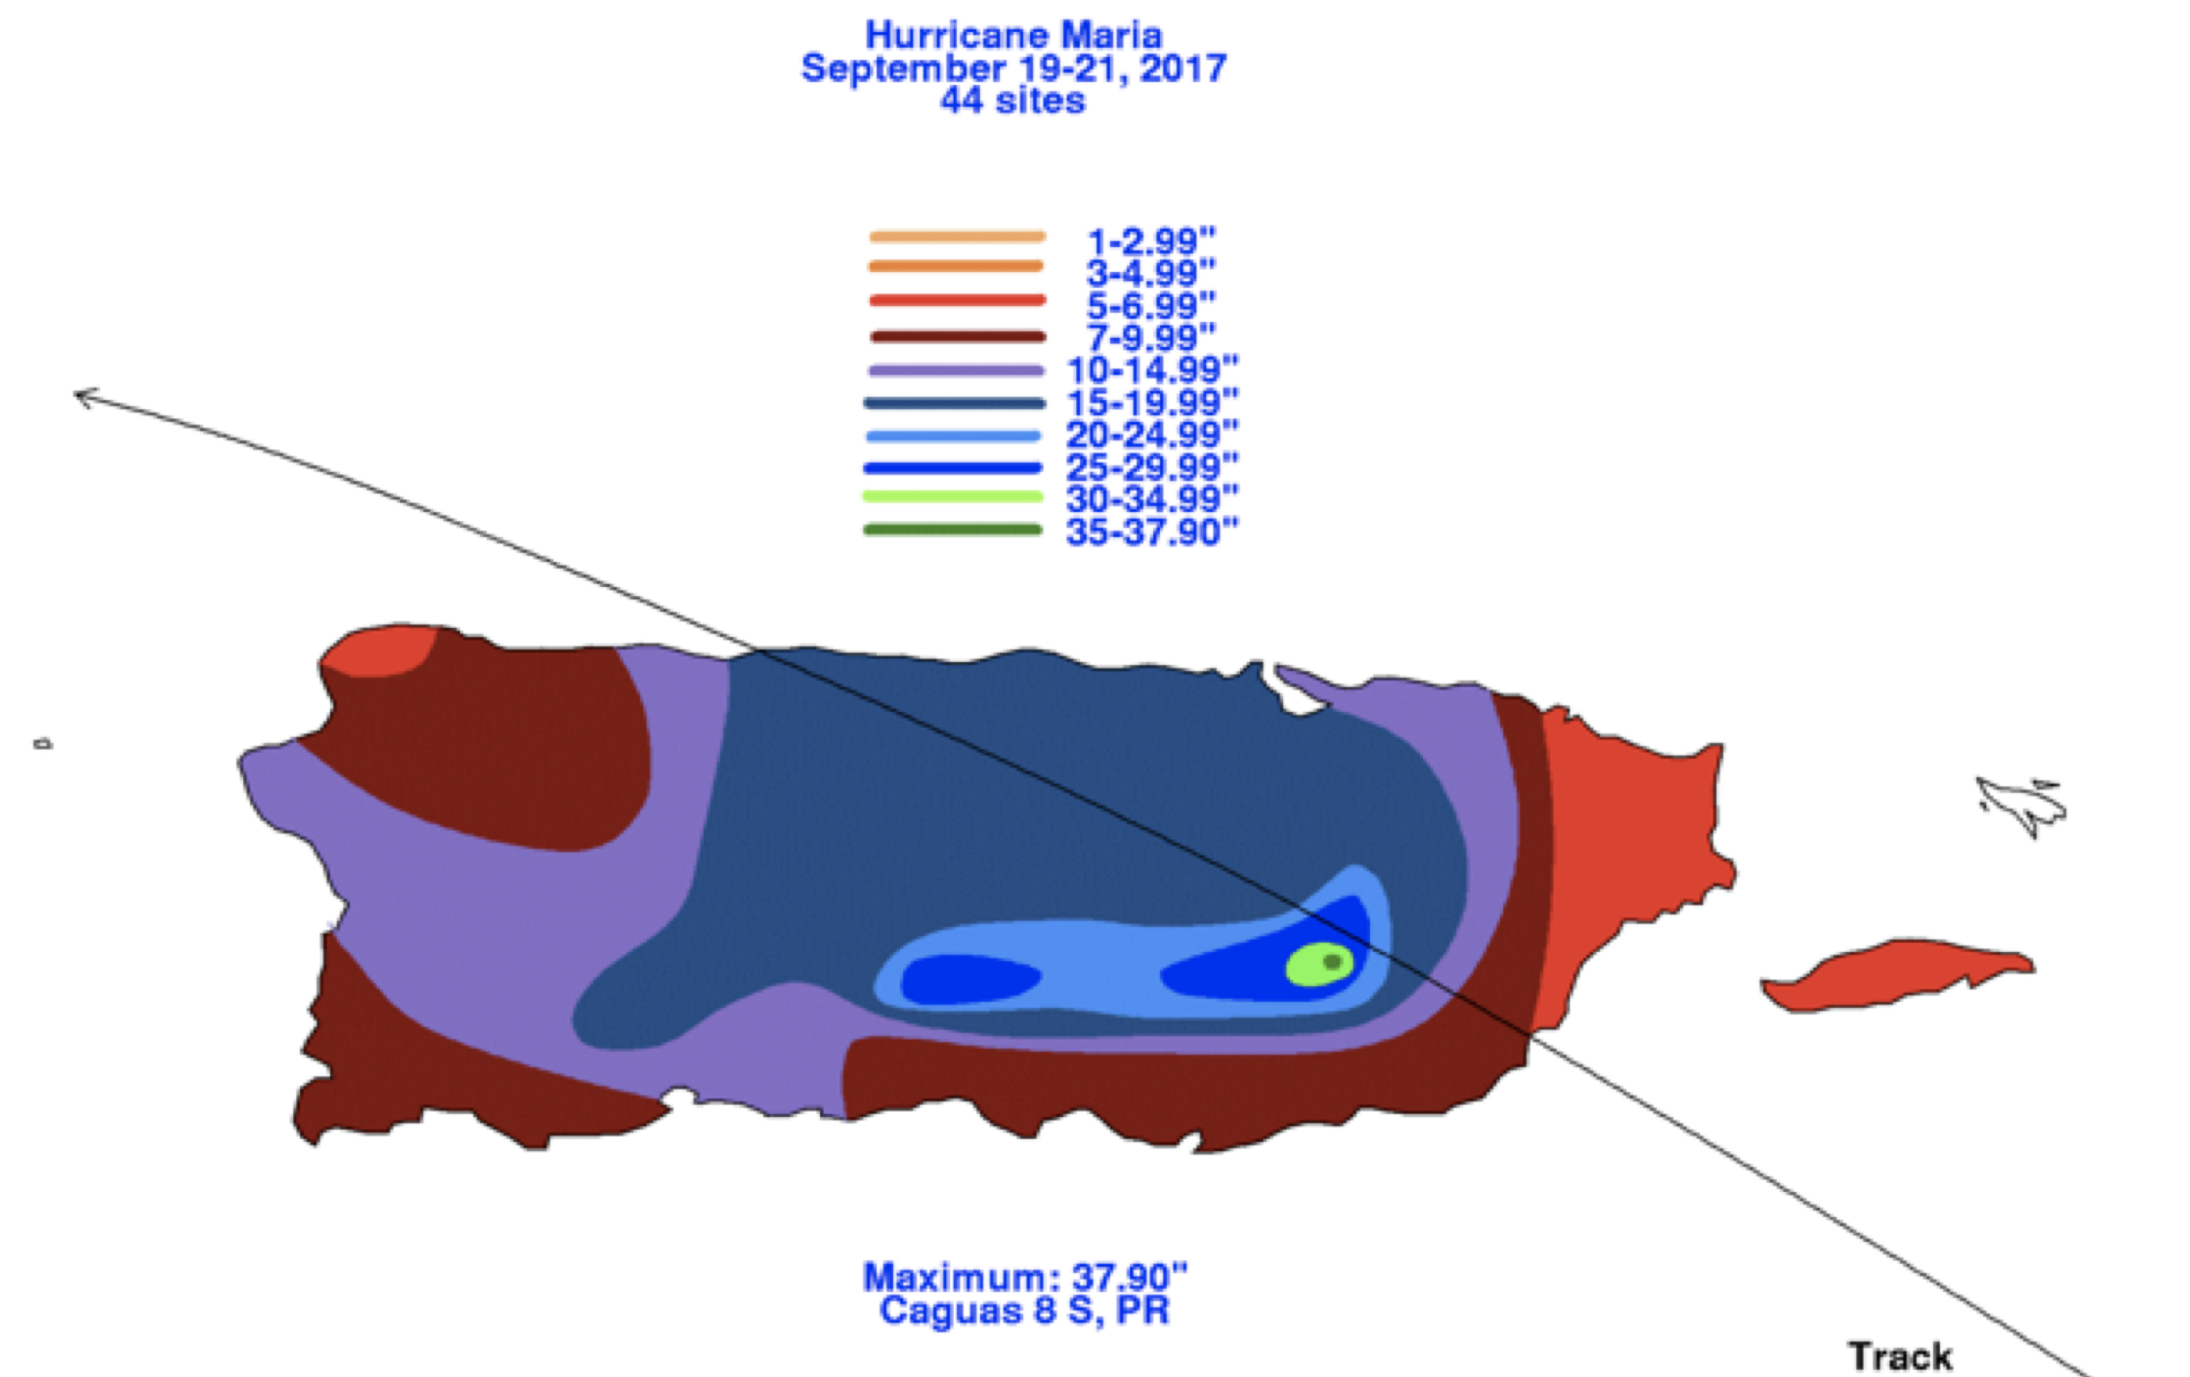 Hurricane Maria
September 19-21, 2017
44 sites
1-2.99"
3-4.99"
5-6.99"
7-9.99"
10-14.99"
15-19.99"
20-24.99"
25-29.99"
30-34.99"
35-37.90"
Maximum: 37.90"
Caguas 8 S, PR
Track